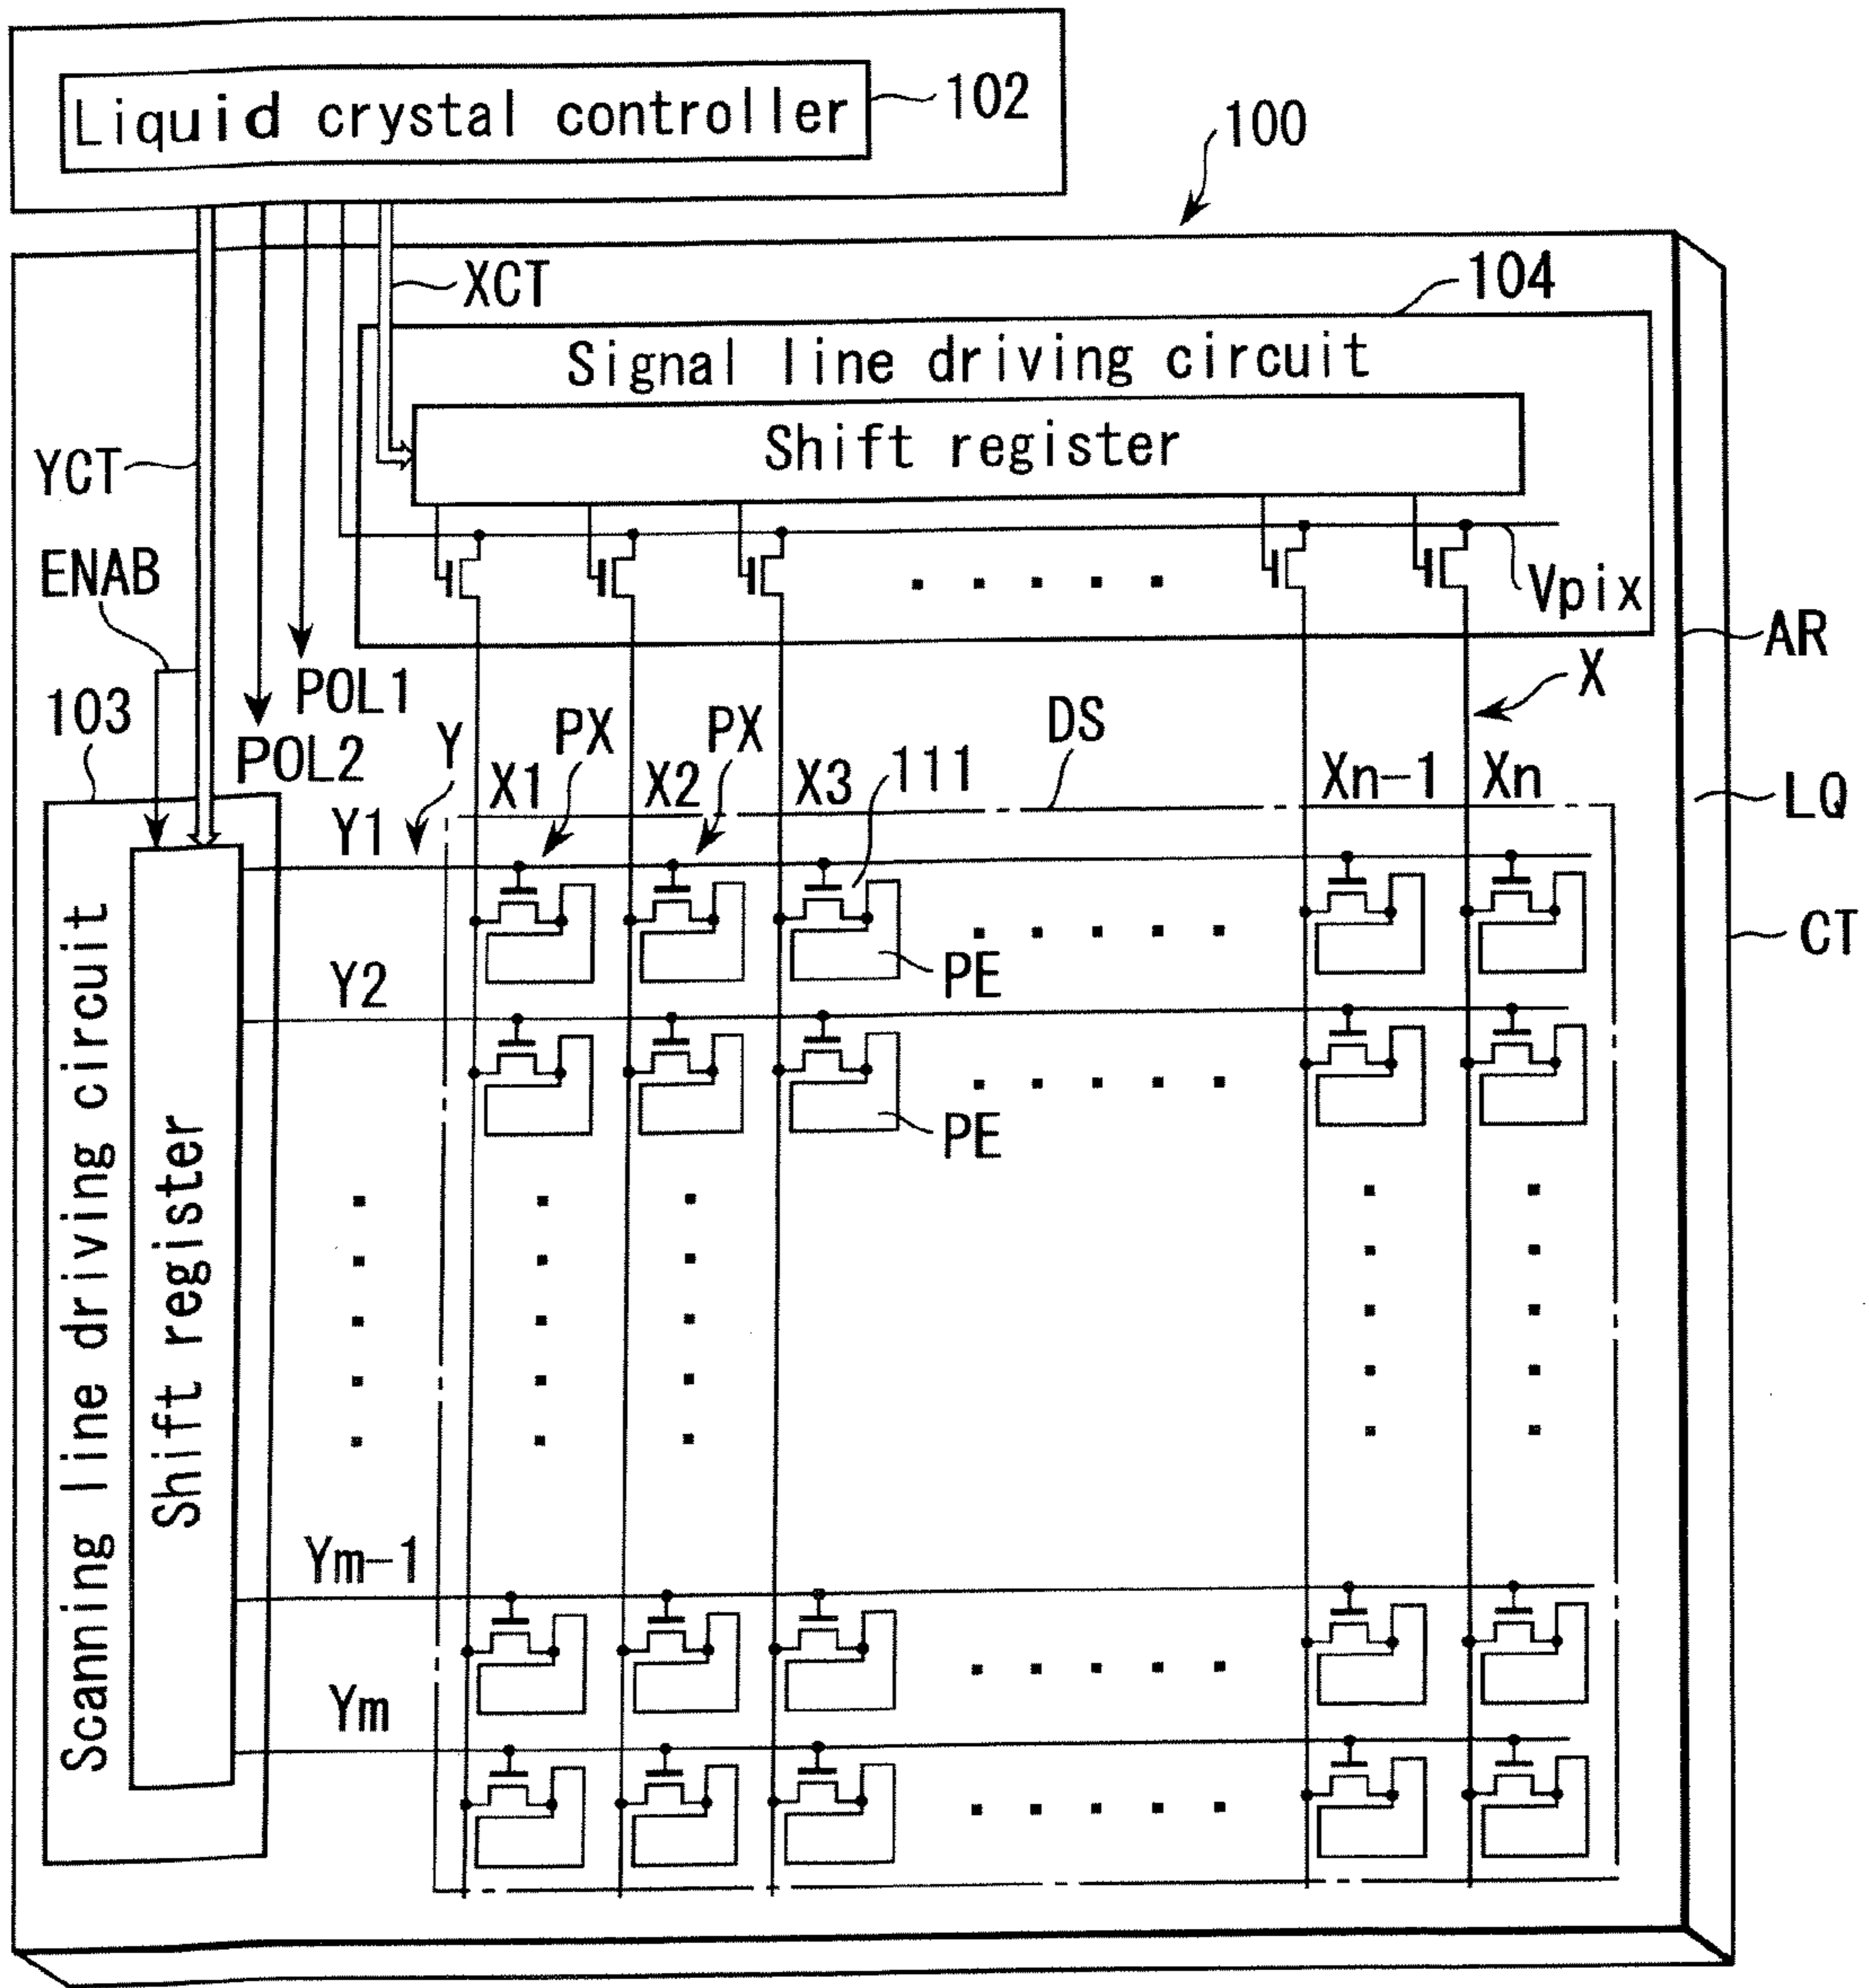 Liquid crystal controller
102
100
XCT
104
Signal line driving circuit
Shift register
YCT
ENAB
Vpix
AR
X
103
POL1
POL2
Y
PX
PX
DS
X1
X2
X3
111
Xn-1
Xn
LQ
Y1
CT
PE
Y2
PE
Scanning line driving circuit
Shift register
Ym-1
Ym